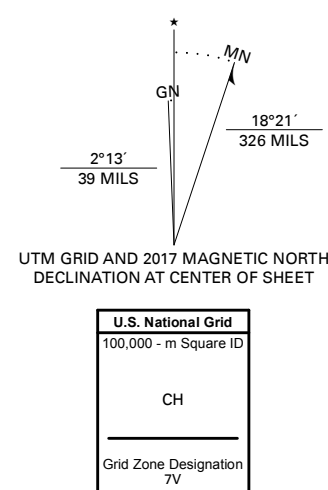 ★
MN
GN
18°21´
326 MILS
2°13´
39 MILS
UTM GRID AND 2017 MAGNETIC NORTH
DECLINATION AT CENTER OF SHEET
U.S. National Grid
100,000 - m Square ID
CH
Grid Zone Designation
7V